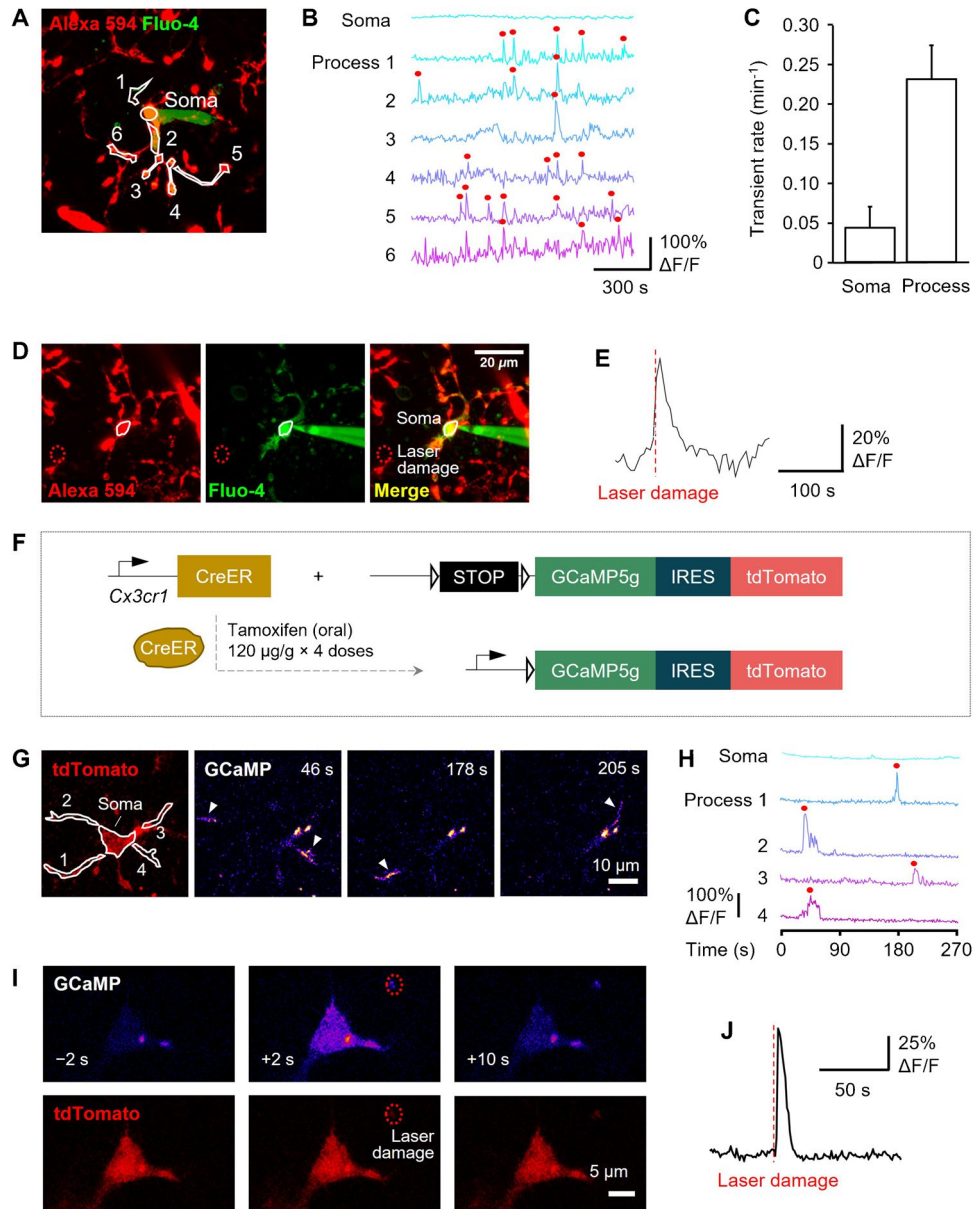 A
Alexa 594 Fluo-4
1
Soma
6
2
5
3
4
B
Soma
Process 1
2
3
4
5
6
100%
ΔF/F
300 s
C
Transient rate (min⁻¹)
0.30
0.25
0.20
0.15
0.10
0.05
0
Soma Process
D
Alexa 594
Fluo-4
20 µm
Soma
Laser
damage
Merge
E
20%
ΔF/F
100 s
Laser damage
F
Cx3cr1
CreER
+
STOP
GCaMP5g
IRES
tdTomato
CreER
Tamoxifen (oral)
120 µg/g × 4 doses
GCaMP5g
IRES
tdTomato
G
tdTomato
2
Soma
3
1
4
GCaMP
46 s
178 s
205 s
10 µm
H
Soma
Process 1
2
3
4
100%
ΔF/F
Time (s)
0 90 180 270
I
GCaMP
−2 s
+2 s
+10 s
tdTomato
Laser
damage
5 µm
J
25%
ΔF/F
50 s
Laser damage